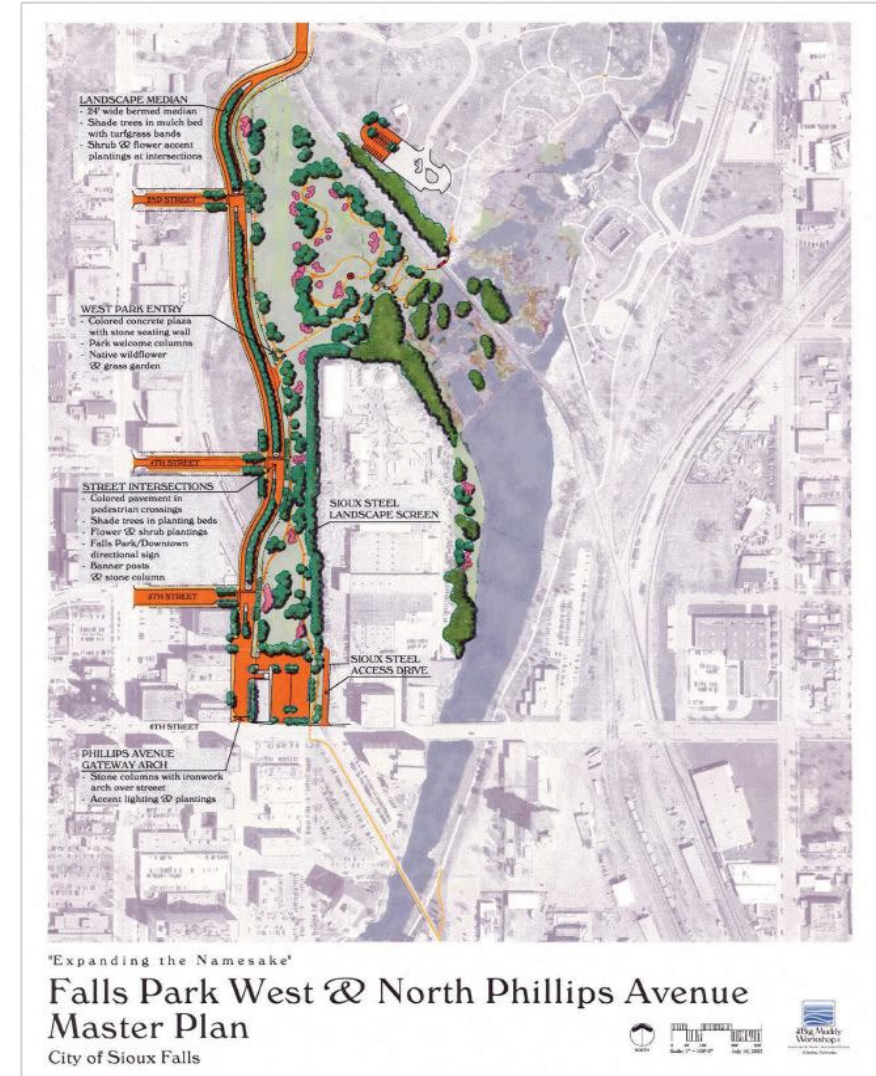 LANDSCAPE MEDIAN
- 24' wide bermed median
- Shade trees in mulch bed
with turfgrass bands
- Shrub & flower accent
plantings at intersections
2ND STREET
WEST PARK ENTRY
- Colored concrete plaza
with stone seating wall
- Park welcome columns
- Native wildflower
& grass garden
STREET INTERSECTIONS
- Colored pavement in
pedestrian crossings
- Shade trees in planting beds
- Flower & shrub plantings
- Falls Park/Downtown
directional sign
- Banner posts
& stone column
SIOUX STEEL
LANDSCAPE SCREEN
STREET
STREET
SIOUX STEEL
ACCESS DRIVE
STREET
PHILLIPS AVENUE
GATEWAY ARCH
- Stone columns with ironwork
arch over streeet
- Accent lighting & plantings
"Expanding the Namesake"
Falls Park West & North Phillips Avenue
Master Plan
City of Sioux Falls
NORTH
Big Muddy
Workshop